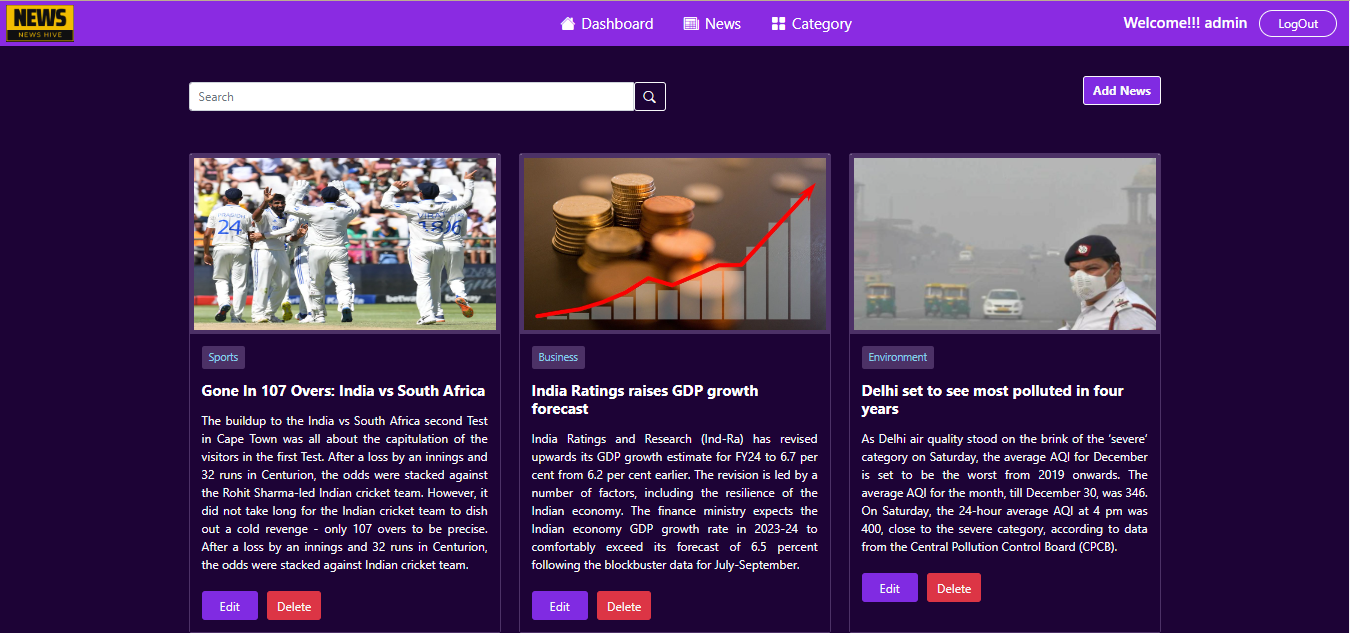 NEWS
NEWS HIVE
Dashboard
News
Category
Welcome!!! admin
LogOut
Search
Add News
24
Sports
Gone In 107 Overs: India vs South Africa
The buildup to the India vs South Africa second Test
in Cape Town was all about the capitulation of the
visitors in the first Test. After a loss by an innings and
32 runs in Centurion, the odds were stacked against
the Rohit Sharma-led Indian cricket team. However, it
did not take long for the Indian cricket team to dish
out a cold revenge - only 107 overs to be precise.
After a loss by an innings and 32 runs in Centurion,
the odds were stacked against Indian cricket team.
Edit
Delete
Business
India Ratings raises GDP growth
forecast
India Ratings and Research (Ind-Ra) has revised
upwards its GDP growth estimate for FY24 to 6.7 per
cent from 6.2 per cent earlier. The revision is led by a
number of factors, including the resilience of the
Indian economy. The finance ministry expects the
Indian economy GDP growth rate in 2023-24 to
comfortably exceed its forecast of 6.5 percent
following the blockbuster data for July-September.
Edit
Delete
Environment
Delhi set to see most polluted in four
years
As Delhi air quality stood on the brink of the ‘severe’
category on Saturday, the average AQI for December
is set to be the worst from 2019 onwards. The
average AQI for the month, till December 30, was 346.
On Saturday, the 24-hour average AQI at 4 pm was
400, close to the severe category, according to data
from the Central Pollution Control Board (CPCB).
Edit
Delete